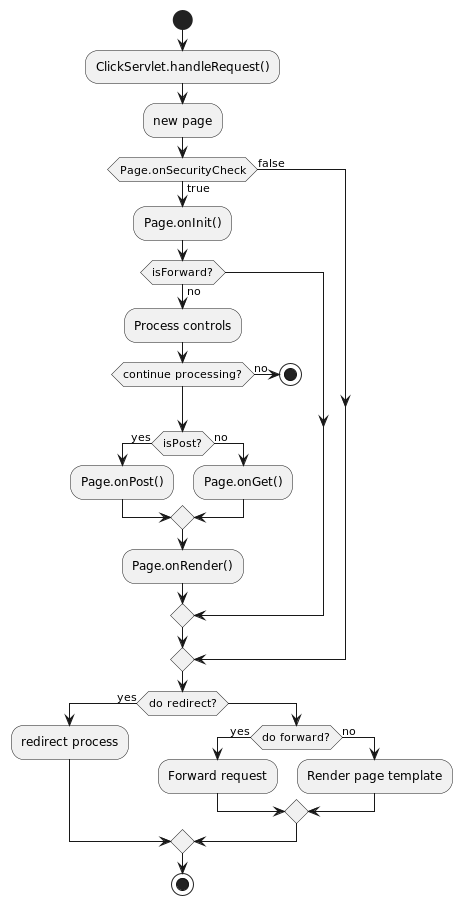 ClickServlet.handleRequest()
new page
Page.onSecurityCheck
false
true
Page.onInit()
isForward?
no
Process controls
continue processing?
no
isPost?
yes
no
Page.onPost()
Page.onGet()
Page.onRender()
do redirect?
yes
redirect process
do forward?
yes
no
Forward request
Render page template